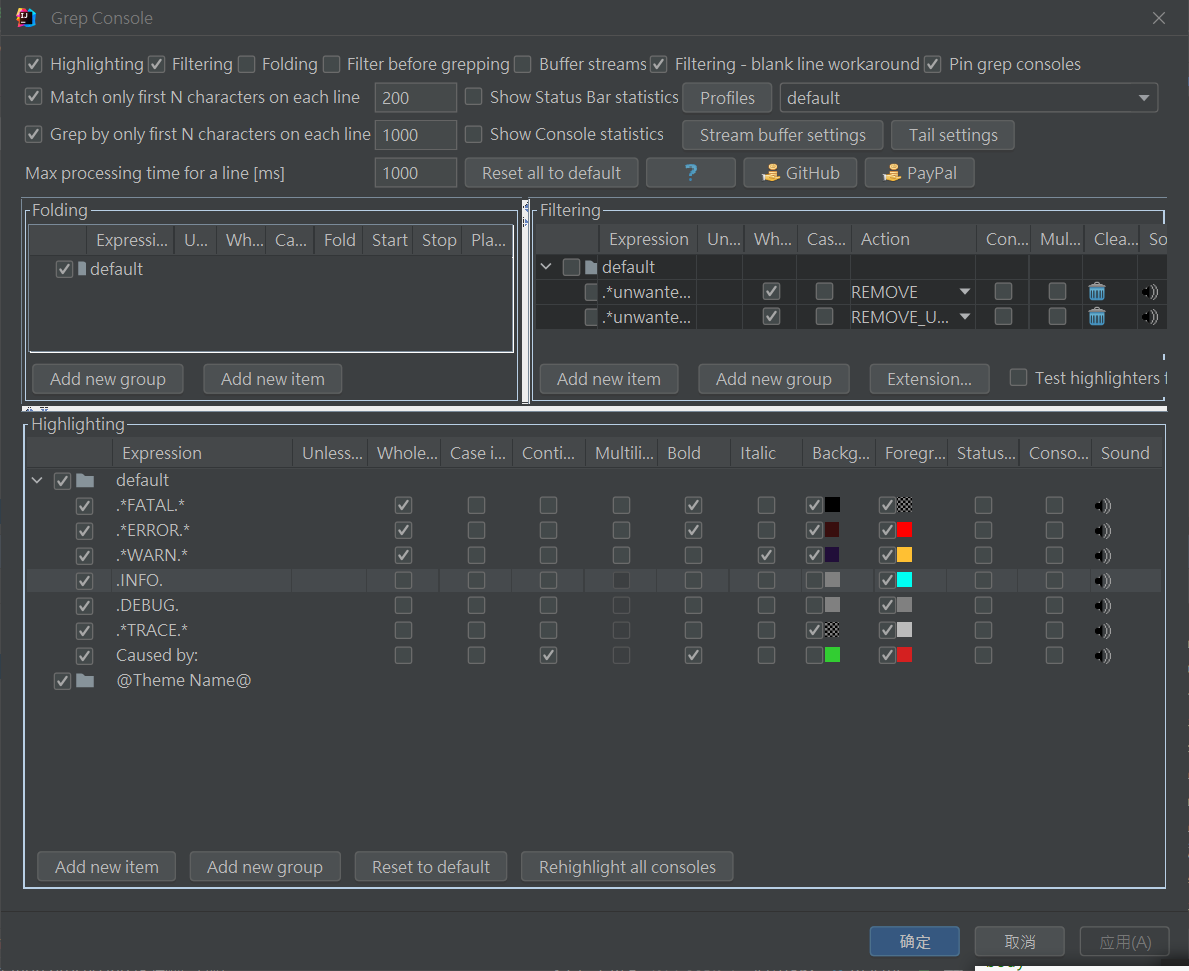 Grep Console
Highlighting Filtering Folding Filter before grepping Buffer streams Filtering - blank line workaround Pin grep consoles
Match only first N characters on each line 200 Show Status Bar statistics Profiles default
Grep by only first N characters on each line 1000 Show Console statistics Stream buffer settings Tail settings
Max processing time for a line [ms] 1000 Reset all to default ? GitHub PayPal
Folding
Expressi... U... Wh... Ca... Fold Start Stop Pla...
default
Add new group Add new item
Filtering
Expression Un... Wh... Cas... Action Con... Mul... Clea... So
default
.*unwante... REMOVE
.*unwante... REMOVE_U...
Add new item Add new group Extension... Test highlighters f
Highlighting
Expression Unless... Whole... Case i... Conti... Multili... Bold Italic Backg... Foregr... Status... Conso... Sound
default
.*FATAL.*
.*ERROR.*
.*WARN.*
.INFO.
.DEBUG.
.*TRACE.*
Caused by:
@Theme Name@
Add new item Add new group Reset to default Rehighlight all consoles
确定 取消 应用(A)